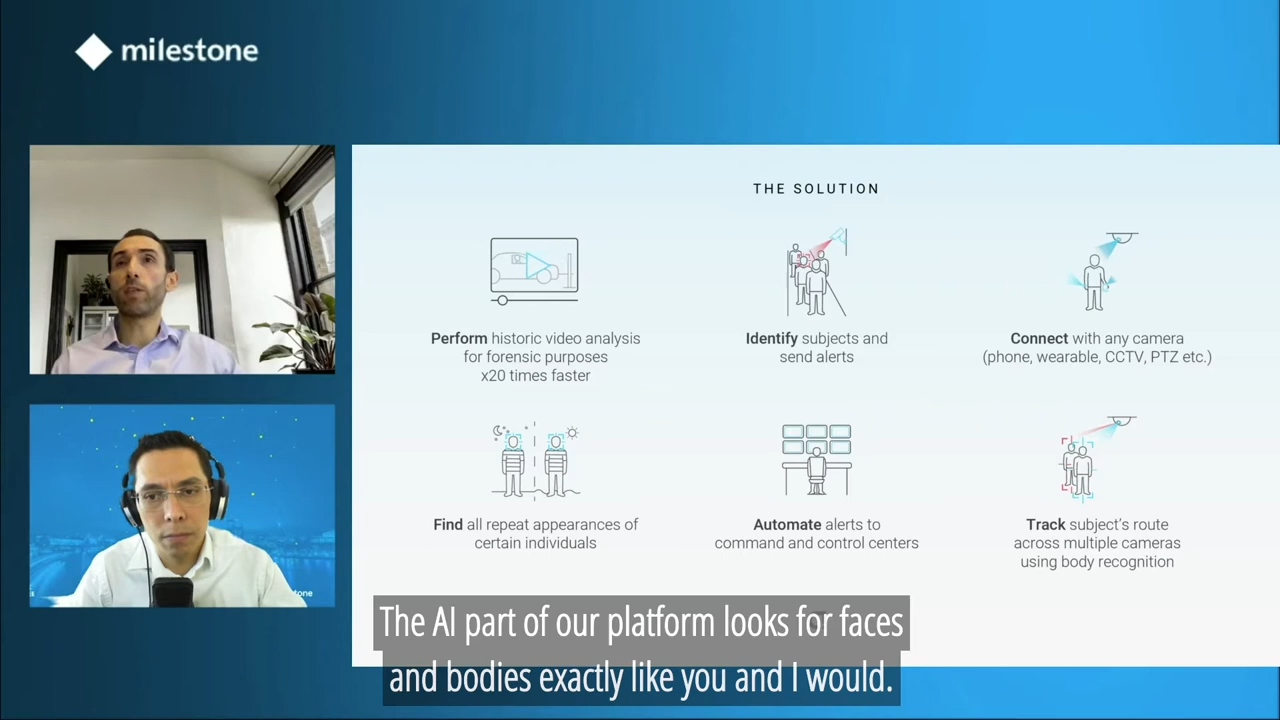 milestone
THE SOLUTION
Perform historic video analysis
for forensic purposes
x20 times faster
Identify subjects and
send alerts
Connect with any camera
(phone, wearable, CCTV, PTZ etc.)
Find all repeat appearances of
certain individuals
Automate alerts to
command and control centers
Track subject's route
across multiple cameras
using body recognition
tone
The AI part of our platform looks for faces
and bodies exactly like you and I would.